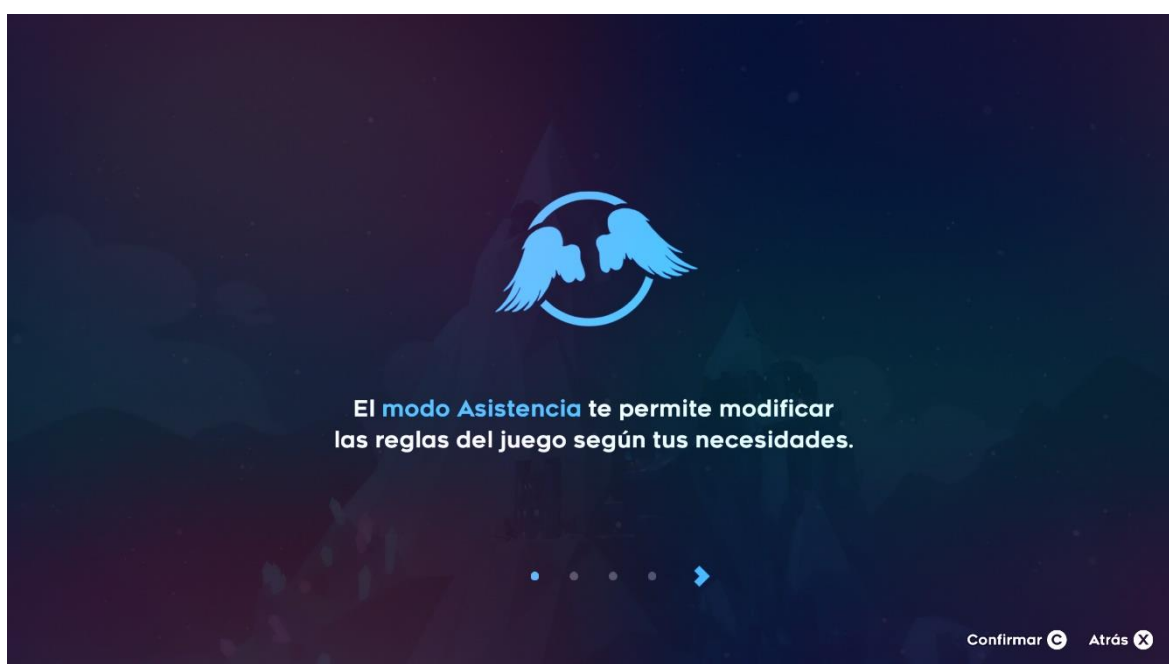 El modo Asistencia te permite modificar
las reglas del juego según tus necesidades.
Confirmar C Atrás X